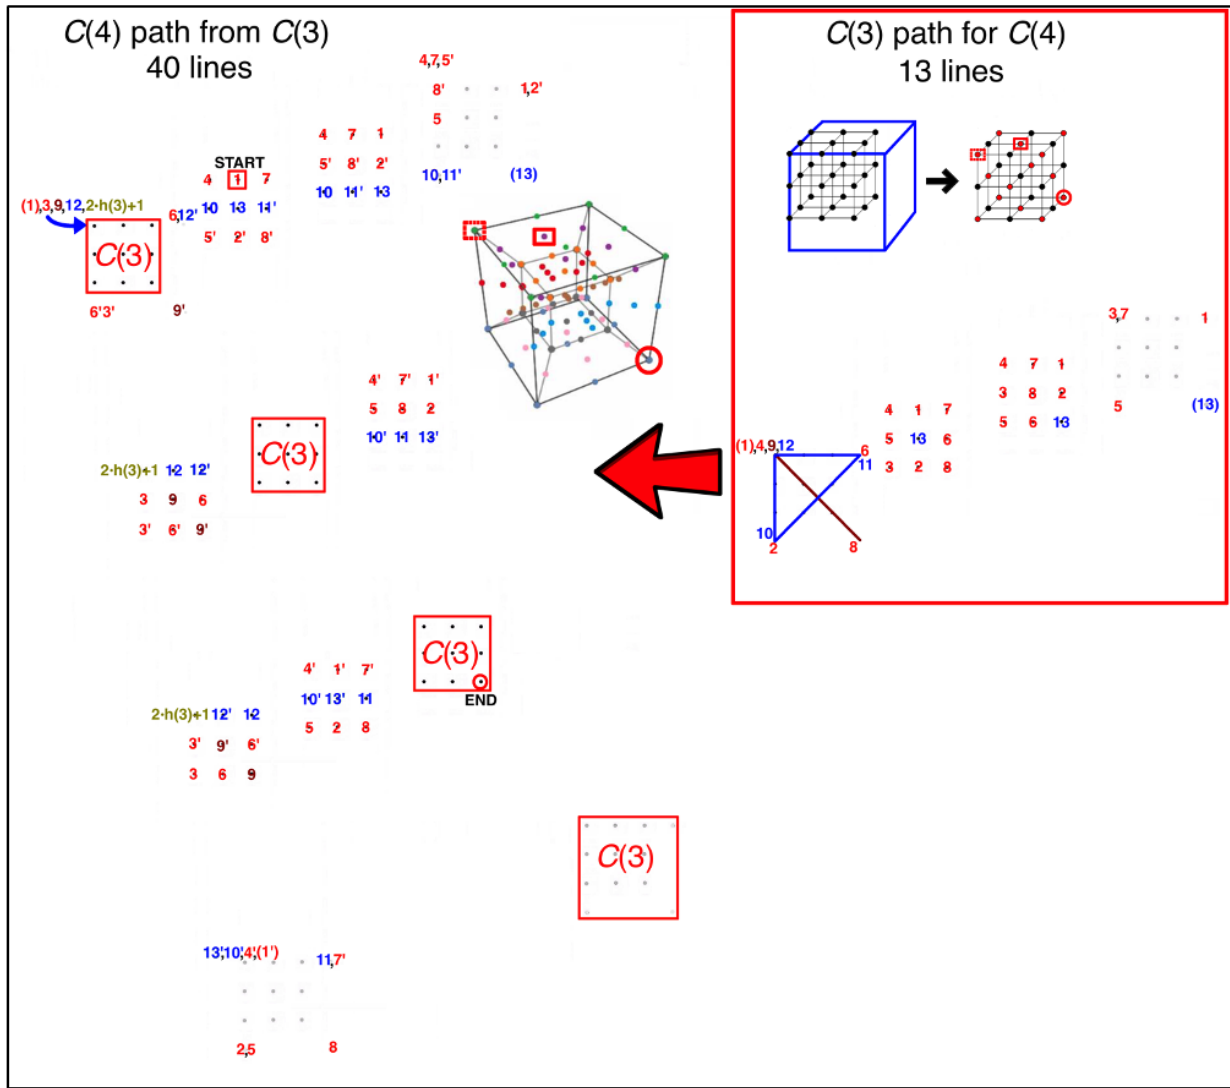 C(4) path from C(3)
40 lines
4,7,5'
8' 1,2'
5
10,11' (13)
4 7 1
5' 8' 2'
10 11' 13
START
4 1 7
10 13 11'
5' 2' 8'
(1),3,9,12,2·h(3)+1 6,12'
C(3)
6'3' 9'
4' 7' 1'
5 8 2
10' 11 13'
C(3)
2·h(3)+1 12 12'
3 9 6
3' 6' 9'
C(3)
END
4' 1' 7'
10' 13' 11
5 2 8
2·h(3)+1 12' 12
3' 9' 6'
3 6 9
C(3)
13',10',4',(1') 11,7'
2,5 8
C(3) path for C(4)
13 lines
3,7 1
5 (13)
4 7 1
3 8 2
5 6 13
4 1 7
5 13 6
3 2 8
(1),4,9,12 6
11
10
2 8